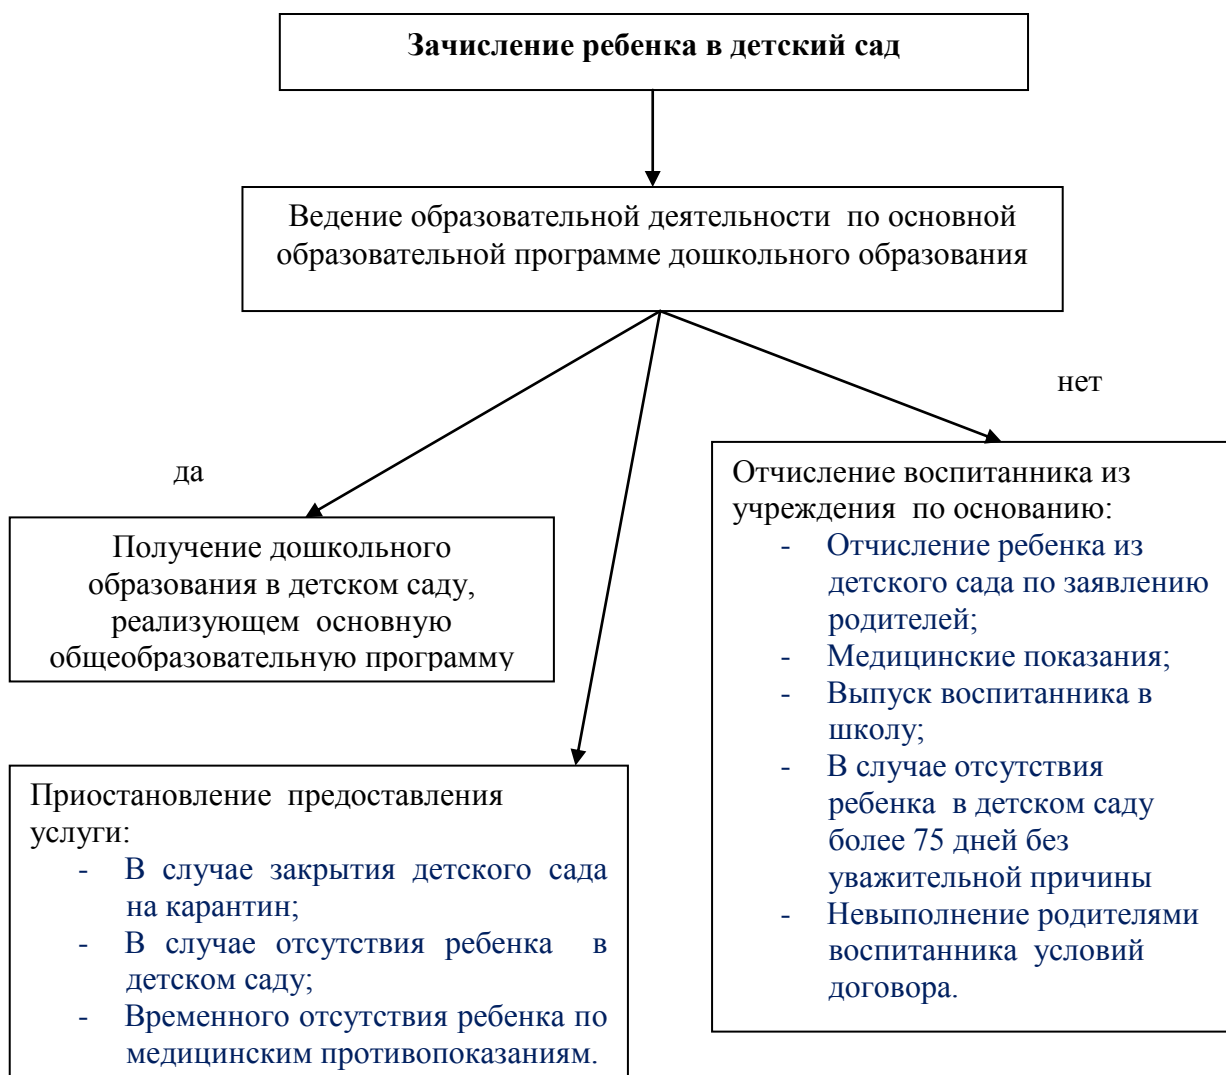 Зачисление ребенка в детский сад
Ведение образовательной деятельности по основной
образовательной программе дошкольного образования
нет
да
Получение дошкольного
образования в детском саду,
реализующем основную
общеобразовательную программу
Отчисление воспитанника из
учреждения по основанию:
- Отчисление ребенка из
детского сада по заявлению
родителей;
- Медицинские показания;
- Выпуск воспитанника в
школу;
- В случае отсутствия
ребенка в детском саду
более 75 дней без
уважительной причины
- Невыполнение родителями
воспитанника условий
договора.
Приостановление предоставления
услуги:
- В случае закрытия детского сада
на карантин;
- В случае отсутствия ребенка в
детском саду;
- Временного отсутствия ребенка по
медицинским противопоказаниям.